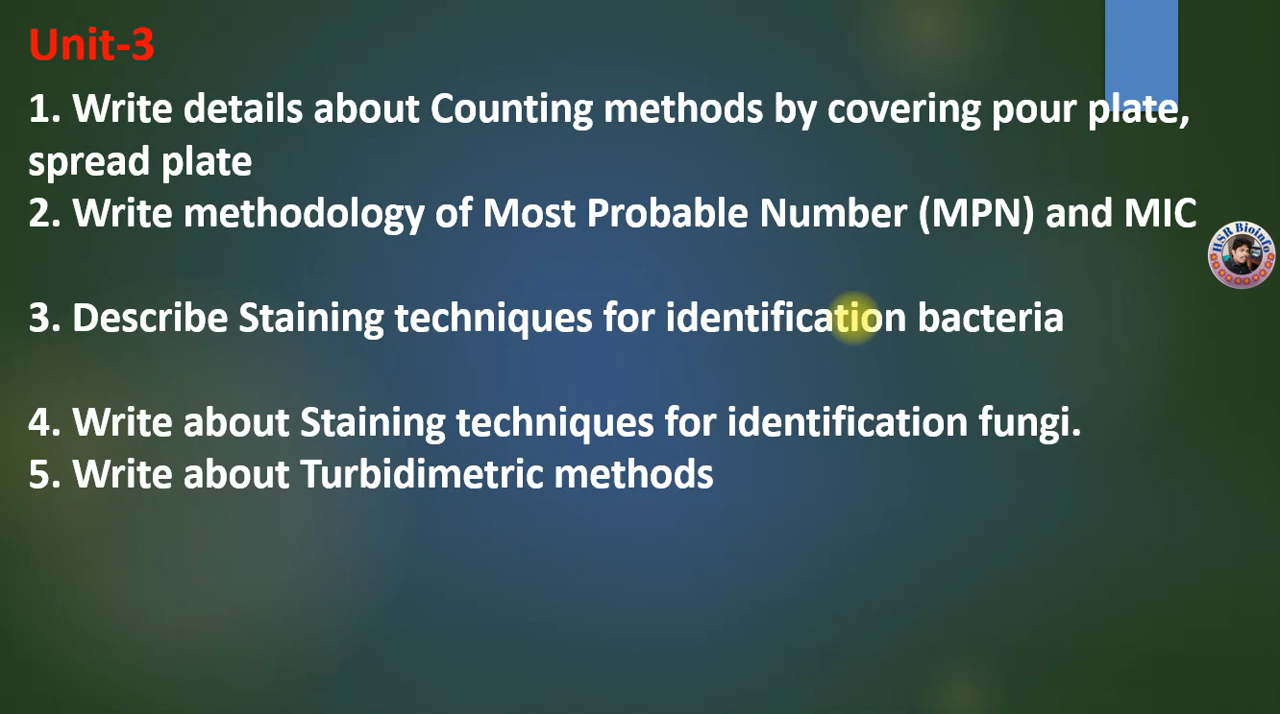 Unit-3
1. Write details about Counting methods by covering pour plate,
spread plate
2. Write methodology of Most Probable Number (MPN) and MIC
HSR Bioinfo
3. Describe Staining techniques for identification bacteria
4. Write about Staining techniques for identification fungi.
5. Write about Turbidimetric methods